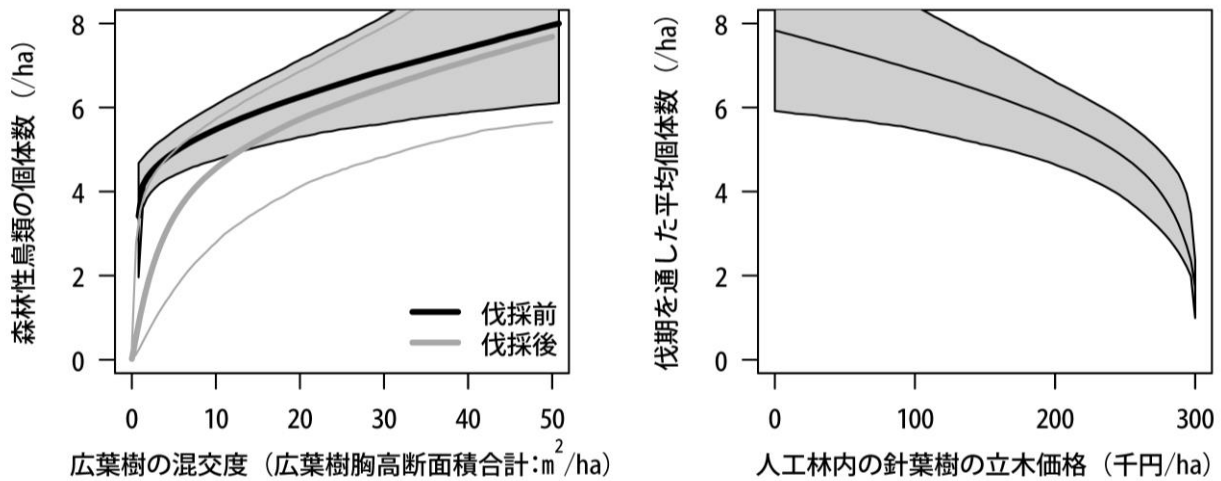 森林性鳥類の個体数（/ha）
8
6
4
2
0
伐採前
伐採後
0 10 20 30 40 50
広葉樹の混交度（広葉樹胸高断面積合計:m²/ha）
伐期を通した平均個体数（/ha）
8
6
4
2
0
0 100 200 300
人工林内の針葉樹の立木価格（千円/ha）